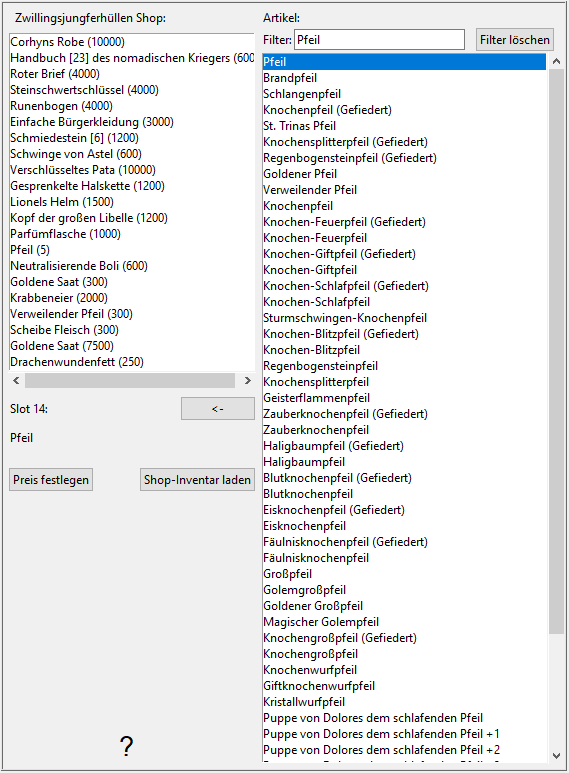 Zwillingsjungferhüllen Shop:
Corhyns Robe (10000)
Handbuch [23] des nomadischen Kriegers (600
Roter Brief (4000)
Steinschwertschlüssel (4000)
Runenbogen (4000)
Einfache Bürgerkleidung (3000)
Schmiedestein [6] (1200)
Schwinge von Astel (600)
Verschlüsseltes Pata (10000)
Gesprenkelte Halskette (1200)
Lionels Helm (1500)
Kopf der großen Libelle (1200)
Parfümflasche (1000)
Pfeil (5)
Neutralisierende Boli (600)
Goldene Saat (300)
Krabbeneier (2000)
Verweilender Pfeil (300)
Scheibe Fleisch (300)
Goldene Saat (7500)
Drachenwundenfett (250)
Slot 14:
<-
Pfeil
Preis festlegen
Shop-Inventar laden
?
Artikel:
Filter: Pfeil
Filter löschen
Pfeil
Brandpfeil
Schlangenpfeil
Knochenpfeil (Gefiedert)
St. Trinas Pfeil
Knochensplitterpfeil (Gefiedert)
Regenbogensteinpfeil (Gefiedert)
Goldener Pfeil
Verweilender Pfeil
Knochenpfeil
Knochen-Feuerpfeil (Gefiedert)
Knochen-Feuerpfeil
Knochen-Giftpfeil (Gefiedert)
Knochen-Giftpfeil
Knochen-Schlafpfeil (Gefiedert)
Knochen-Schlafpfeil
Sturmschwingen-Knochenpfeil
Knochen-Blitzpfeil (Gefiedert)
Knochen-Blitzpfeil
Regenbogensteinpfeil
Knochensplitterpfeil
Geisterflammenpfeil
Zauberknochenpfeil (Gefiedert)
Zauberknochenpfeil
Haligbaumpfeil (Gefiedert)
Haligbaumpfeil
Blutknochenpfeil (Gefiedert)
Blutknochenpfeil
Eisknochenpfeil (Gefiedert)
Eisknochenpfeil
Fäulnisknochenpfeil (Gefiedert)
Fäulnisknochenpfeil
Großpfeil
Golemgroßpfeil
Goldener Großpfeil
Magischer Golempfeil
Knochengroßpfeil (Gefiedert)
Knochengroßpfeil
Knochenwurfpfeil
Giftknochenwurfpfeil
Kristallwurfpfeil
Puppe von Dolores dem schlafenden Pfeil
Puppe von Dolores dem schlafenden Pfeil +1
Puppe von Dolores dem schlafenden Pfeil +2